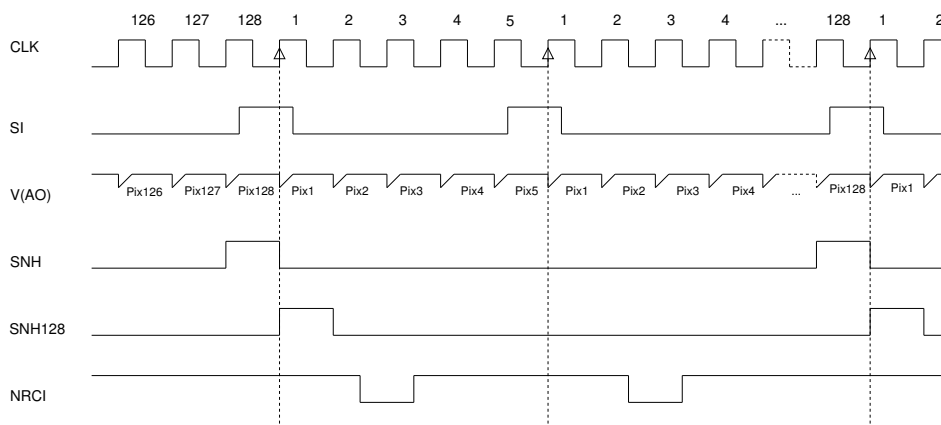 126 127 128 1 2 3 4 5 1 2 3 4 ... 128 1 2
CLK
SI
V(AO)
Pix126 Pix127 Pix128 Pix1 Pix2 Pix3 Pix4 Pix5 Pix1 Pix2 Pix3 Pix4 ... Pix128 Pix1
SNH
SNH128
NRCI